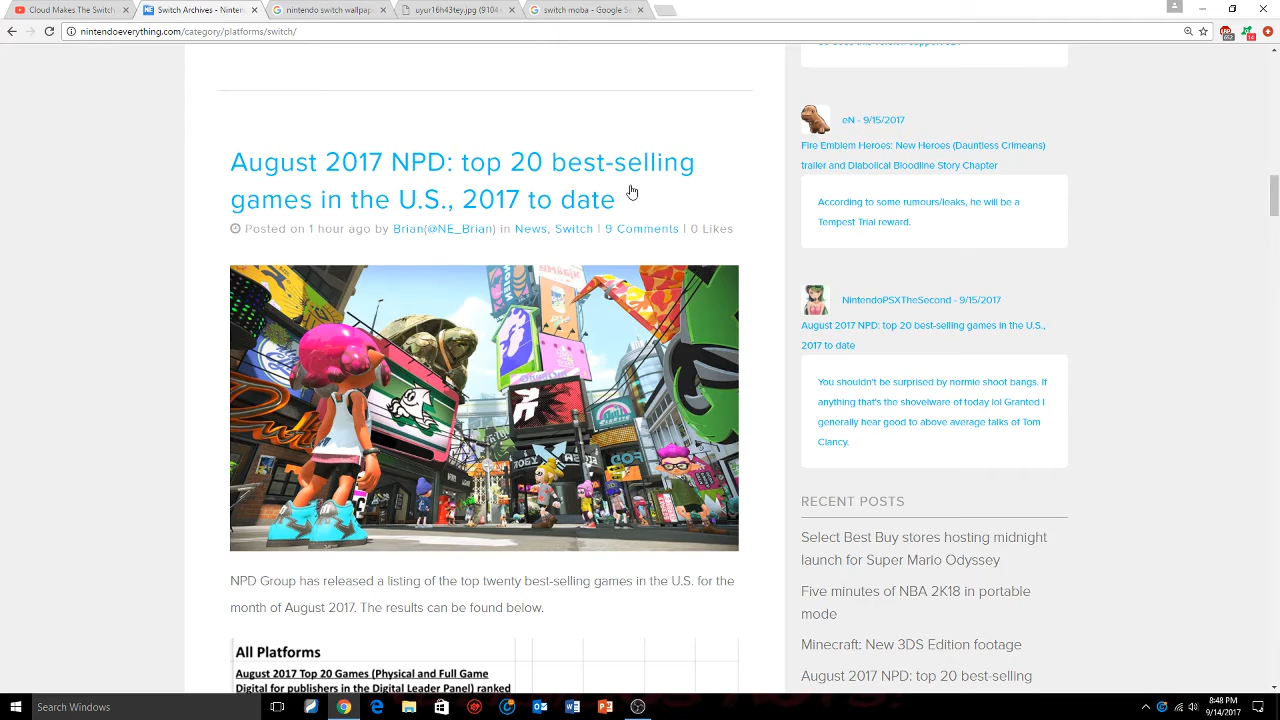 Cloud Makes The Switch
Switch Archives - Nintend
nintendo switch wallpape
uyur16h43tey.jpg (9104
switch mode - Google Se
nintendoeverything.com/category/platforms/switch/
eN - 9/15/2017
Fire Emblem Heroes: New Heroes (Dauntless Crimeans)
trailer and Diabolical Bloodline Story Chapter
According to some rumours/leaks, he will be a
Tempest Trial reward.
August 2017 NPD: top 20 best-selling
games in the U.S., 2017 to date
Posted on 1 hour ago by Brian(@NE_Brian) in News, Switch | 9 Comments | 0 Likes
NintendoPSXTheSecond - 9/15/2017
August 2017 NPD: top 20 best-selling games in the U.S.,
2017 to date
You shouldn't be surprised by normie shoot bangs. If
anything that's the shovelware of today lol Granted I
generally hear good to above average talks of Tom
Clancy.
RECENT POSTS
Select Best Buy stores hosting midnight
launch for Super Mario Odyssey
Five minutes of NBA 2K18 in portable
mode
Minecraft: New 3DS Edition footage
August 2017 NPD: top 20 best-selling
NPD Group has released a listing of the top twenty best-selling games in the U.S. for the
month of August 2017. The results can be found below.
All Platforms
August 2017 Top 20 Games (Physical and Full Game
Digital for publishers in the Digital Leader Panel) ranked
Search Windows
8:48 PM
9/14/2017